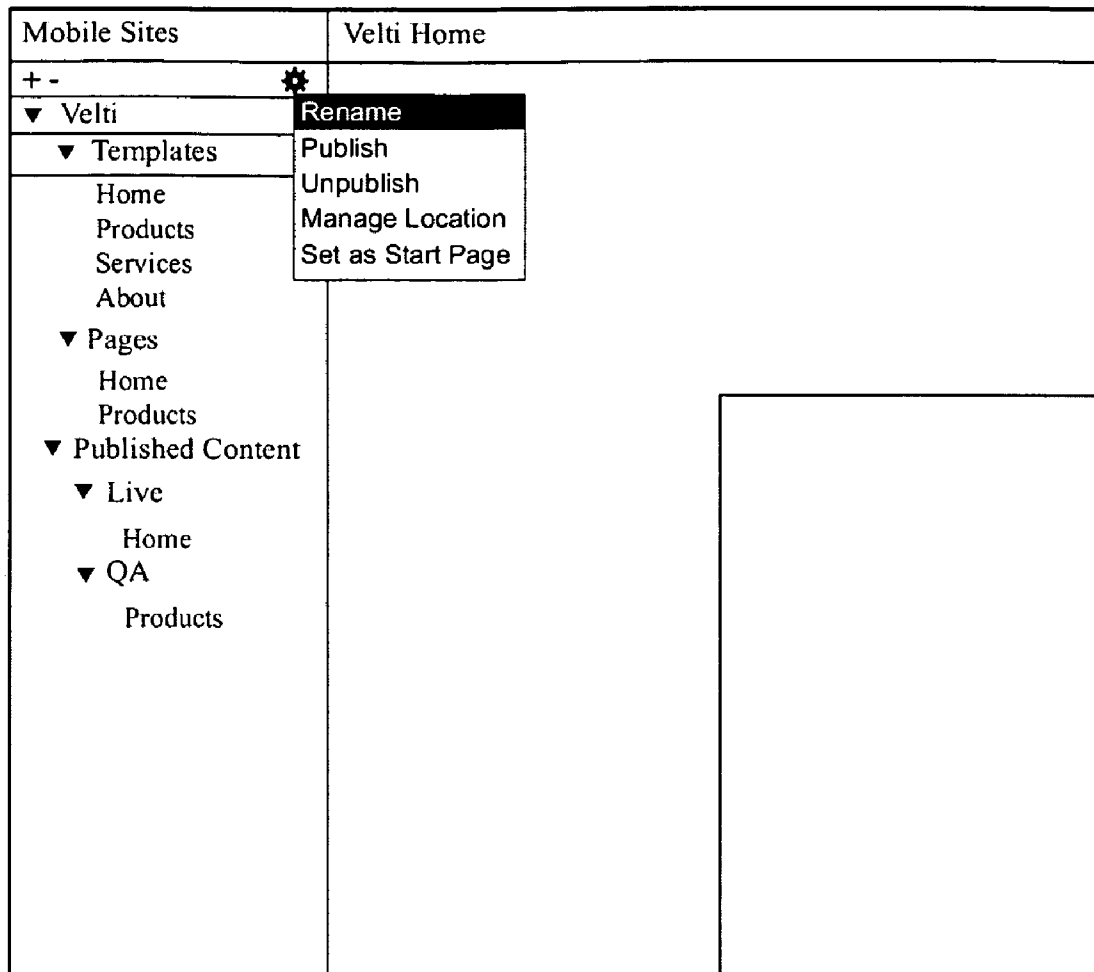 Mobile Sites
Velti Home
+ -
▼ Velti
▼ Templates
Home
Products
Services
About
▼ Pages
Home
Products
▼ Published Content
▼ Live
Home
▼ QA
Products
Rename
Publish
Unpublish
Manage Location
Set as Start Page